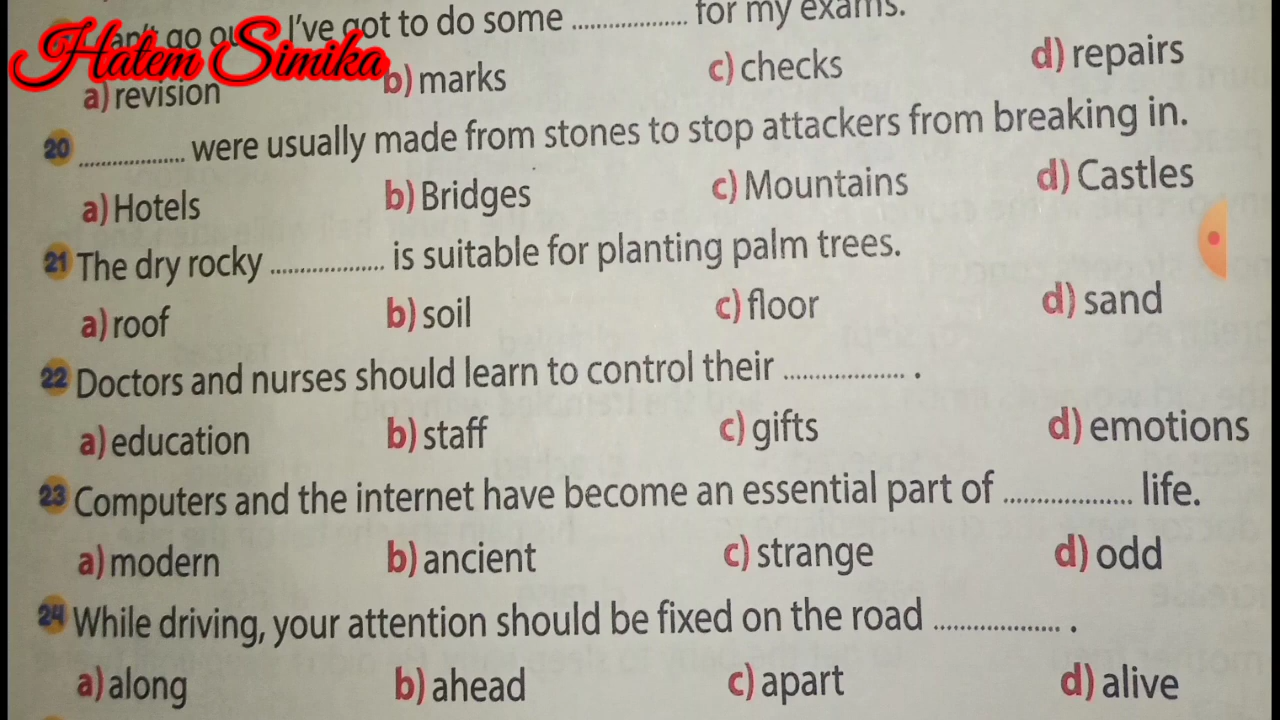 Hatem Simika
go I've got to do some .................. for my exams.
a) revision b) marks c) checks d) repairs
20 .................. were usually made from stones to stop attackers from breaking in.
a) Hotels b) Bridges c) Mountains d) Castles
21 The dry rocky .................. is suitable for planting palm trees.
a) roof b) soil c) floor d) sand
22 Doctors and nurses should learn to control their .................. .
a) education b) staff c) gifts d) emotions
23 Computers and the internet have become an essential part of .................. life.
a) modern b) ancient c) strange d) odd
24 While driving, your attention should be fixed on the road .................. .
a) along b) ahead c) apart d) alive